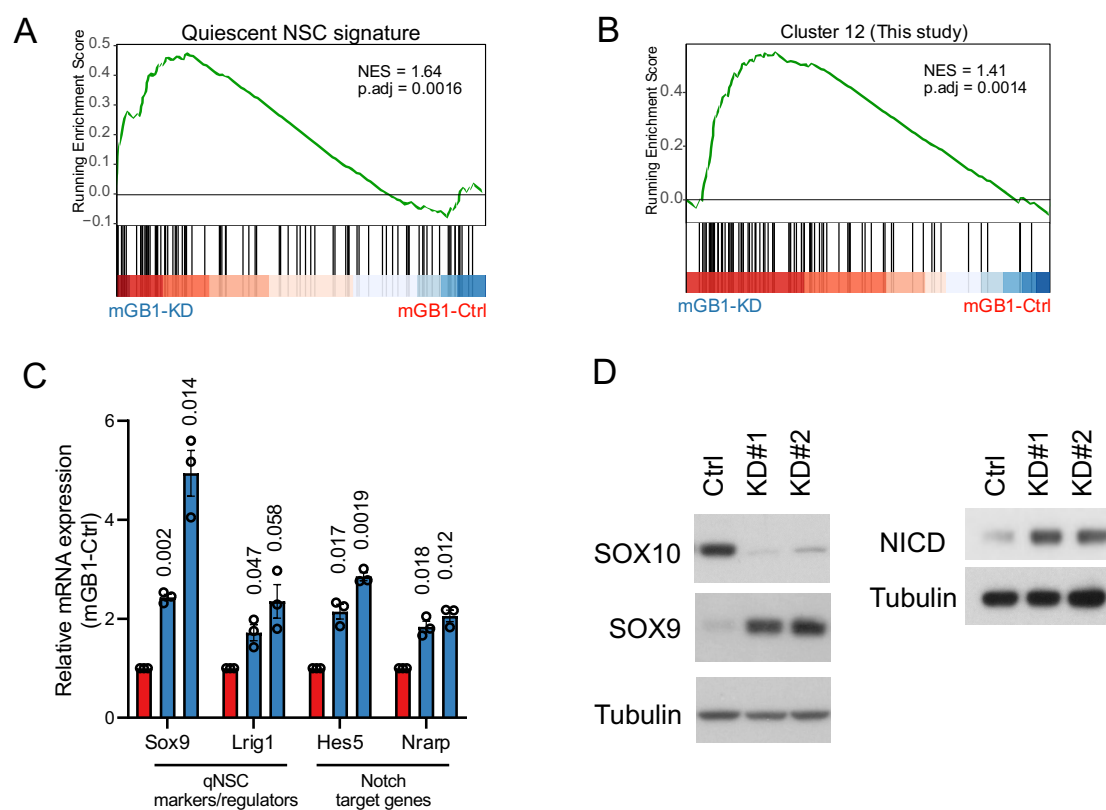 A
Quiescent NSC signature
Running Enrichment Score
0.5
0.4
0.3
0.2
0.1
0.0
−0.1
NES = 1.64
p.adj = 0.0016
mGB1-KD
mGB1-Ctrl
B
Cluster 12 (This study)
Running Enrichment Score
0.4
0.2
0.0
NES = 1.41
p.adj = 0.0014
mGB1-KD
mGB1-Ctrl
C
Relative mRNA expression
(mGB1-Ctrl)
6
4
2
0
0.002
0.014
0.047
0.058
0.017
0.0019
0.018
0.012
Sox9
Lrig1
Hes5
Nrarp
qNSC
markers/regulators
Notch
target genes
D
Ctrl
KD#1
KD#2
SOX10
SOX9
Tubulin
Ctrl
KD#1
KD#2
NICD
Tubulin